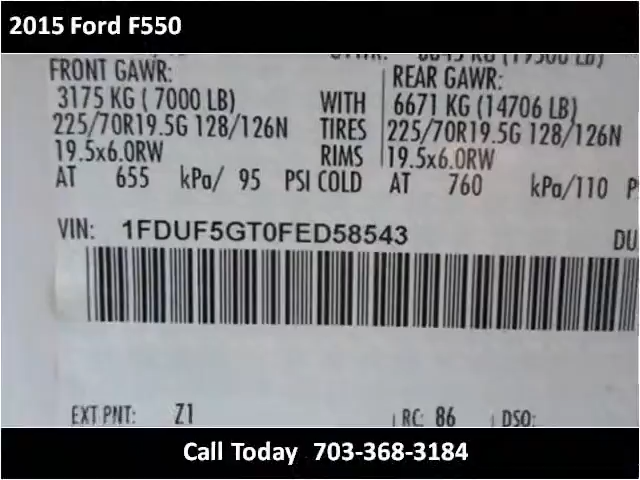 2015 Ford F550
(17500 LB)
FRONT GAWR:
REAR GAWR:
3175 KG ( 7000 LB) WITH 6671 KG (14706 LB)
225/70R19.5G 128/126N TIRES 225/70R19.5G 128/126N
19.5x6.0RW RIMS 19.5x6.0RW
AT 655 kPa/ 95 PSI COLD AT 760 kPa/110 P
VIN: 1FDUF5GT0FED58543 DU
EXT PNT: Z1 RC: 86 DSO:
Call Today 703-368-3184